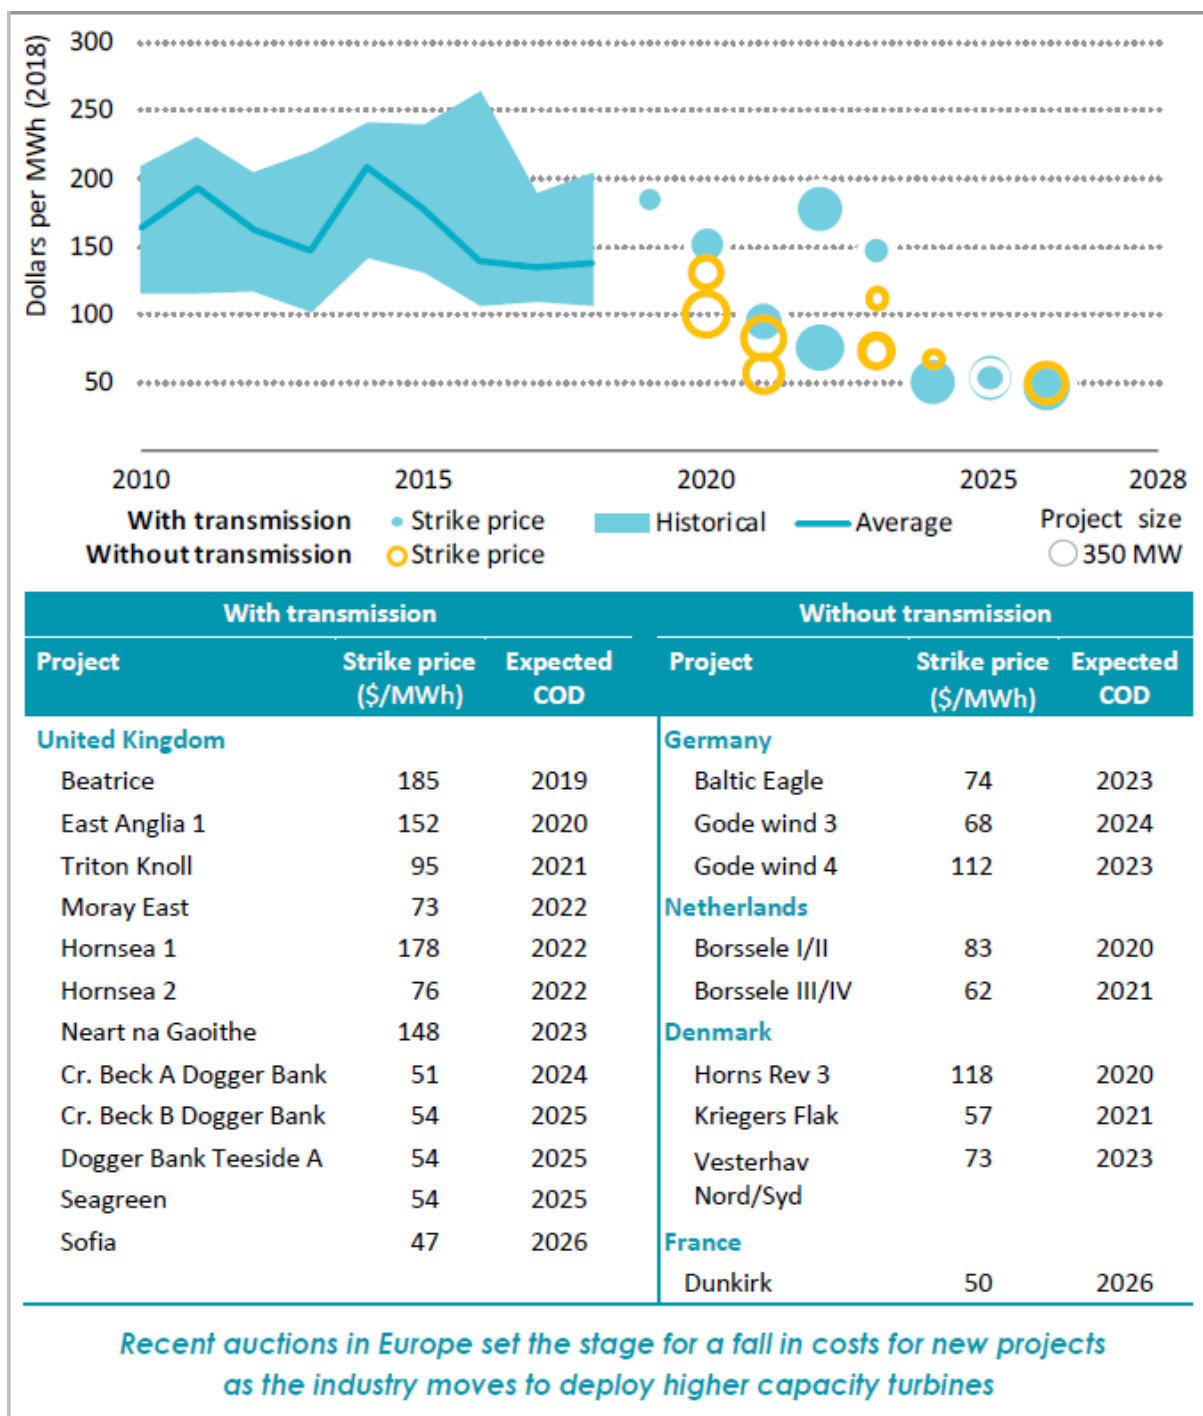 300
250
200
150
100
50
Dollars per MWh (2018)
2010 2015 2020 2025 2028
With transmission Strike price Historical Average Project size
Without transmission Strike price 350 MW
With transmission Without transmission
Project Strike price Expected Project Strike price Expected
($/MWh) COD ($/MWh) COD
United Kingdom Germany
Beatrice 185 2019 Baltic Eagle 74 2023
East Anglia 1 152 2020 Gode wind 3 68 2024
Triton Knoll 95 2021 Gode wind 4 112 2023
Moray East 73 2022 Netherlands
Hornsea 1 178 2022 Borssele I/II 83 2020
Hornsea 2 76 2022 Borssele III/IV 62 2021
Neart na Gaoithe 148 2023 Denmark
Cr. Beck A Dogger Bank 51 2024 Horns Rev 3 118 2020
Cr. Beck B Dogger Bank 54 2025 Kriegers Flak 57 2021
Dogger Bank Teeside A 54 2025 Vesterhav 73 2023
Seagreen 54 2025 Nord/Syd
Sofia 47 2026 France
Dunkirk 50 2026
Recent auctions in Europe set the stage for a fall in costs for new projects
as the industry moves to deploy higher capacity turbines